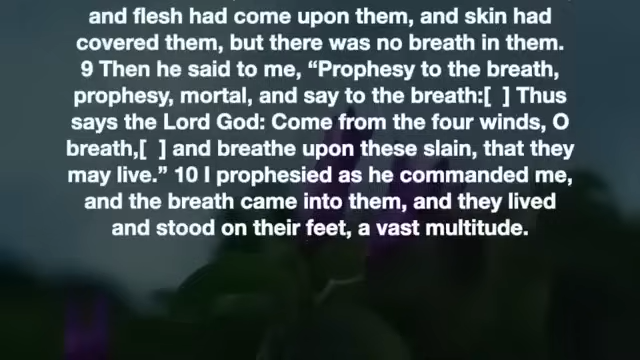 and flesh had come upon them, and skin had
covered them, but there was no breath in them.
9 Then he said to me, “Prophesy to the breath,
prophesy, mortal, and say to the breath:[  ] Thus
says the Lord God: Come from the four winds, O
breath,[  ] and breathe upon these slain, that they
may live.” 10 I prophesied as he commanded me,
and the breath came into them, and they lived
and stood on their feet, a vast multitude.